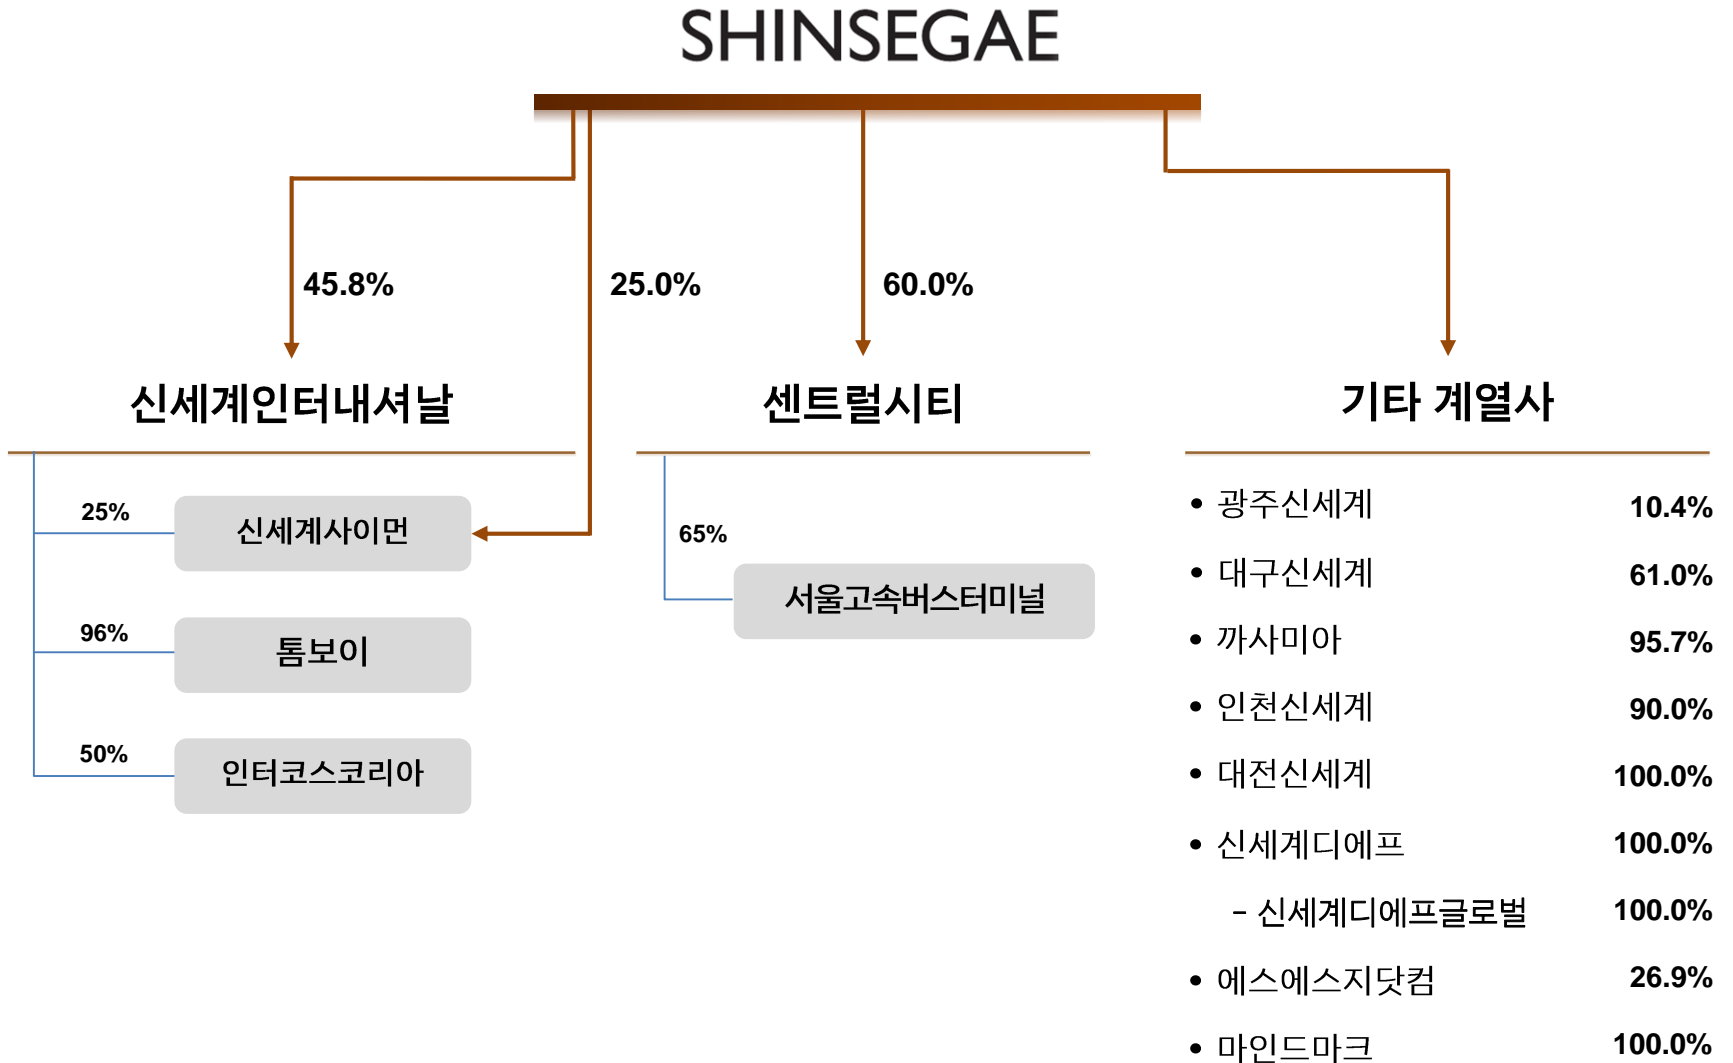 SHINSEGAE
45.8%
25.0%
60.0%
신세계인터내셔날
25%
신세계사이먼
96%
톰보이
50%
인터코스코리아
센트럴시티
65%
서울고속버스터미널
기타 계열사
• 광주신세계 10.4%
• 대구신세계 61.0%
• 까사미아 95.7%
• 인천신세계 90.0%
• 대전신세계 100.0%
• 신세계디에프 100.0%
– 신세계디에프글로벌 100.0%
• 에스에스지닷컴 26.9%
• 마인드마크 100.0%